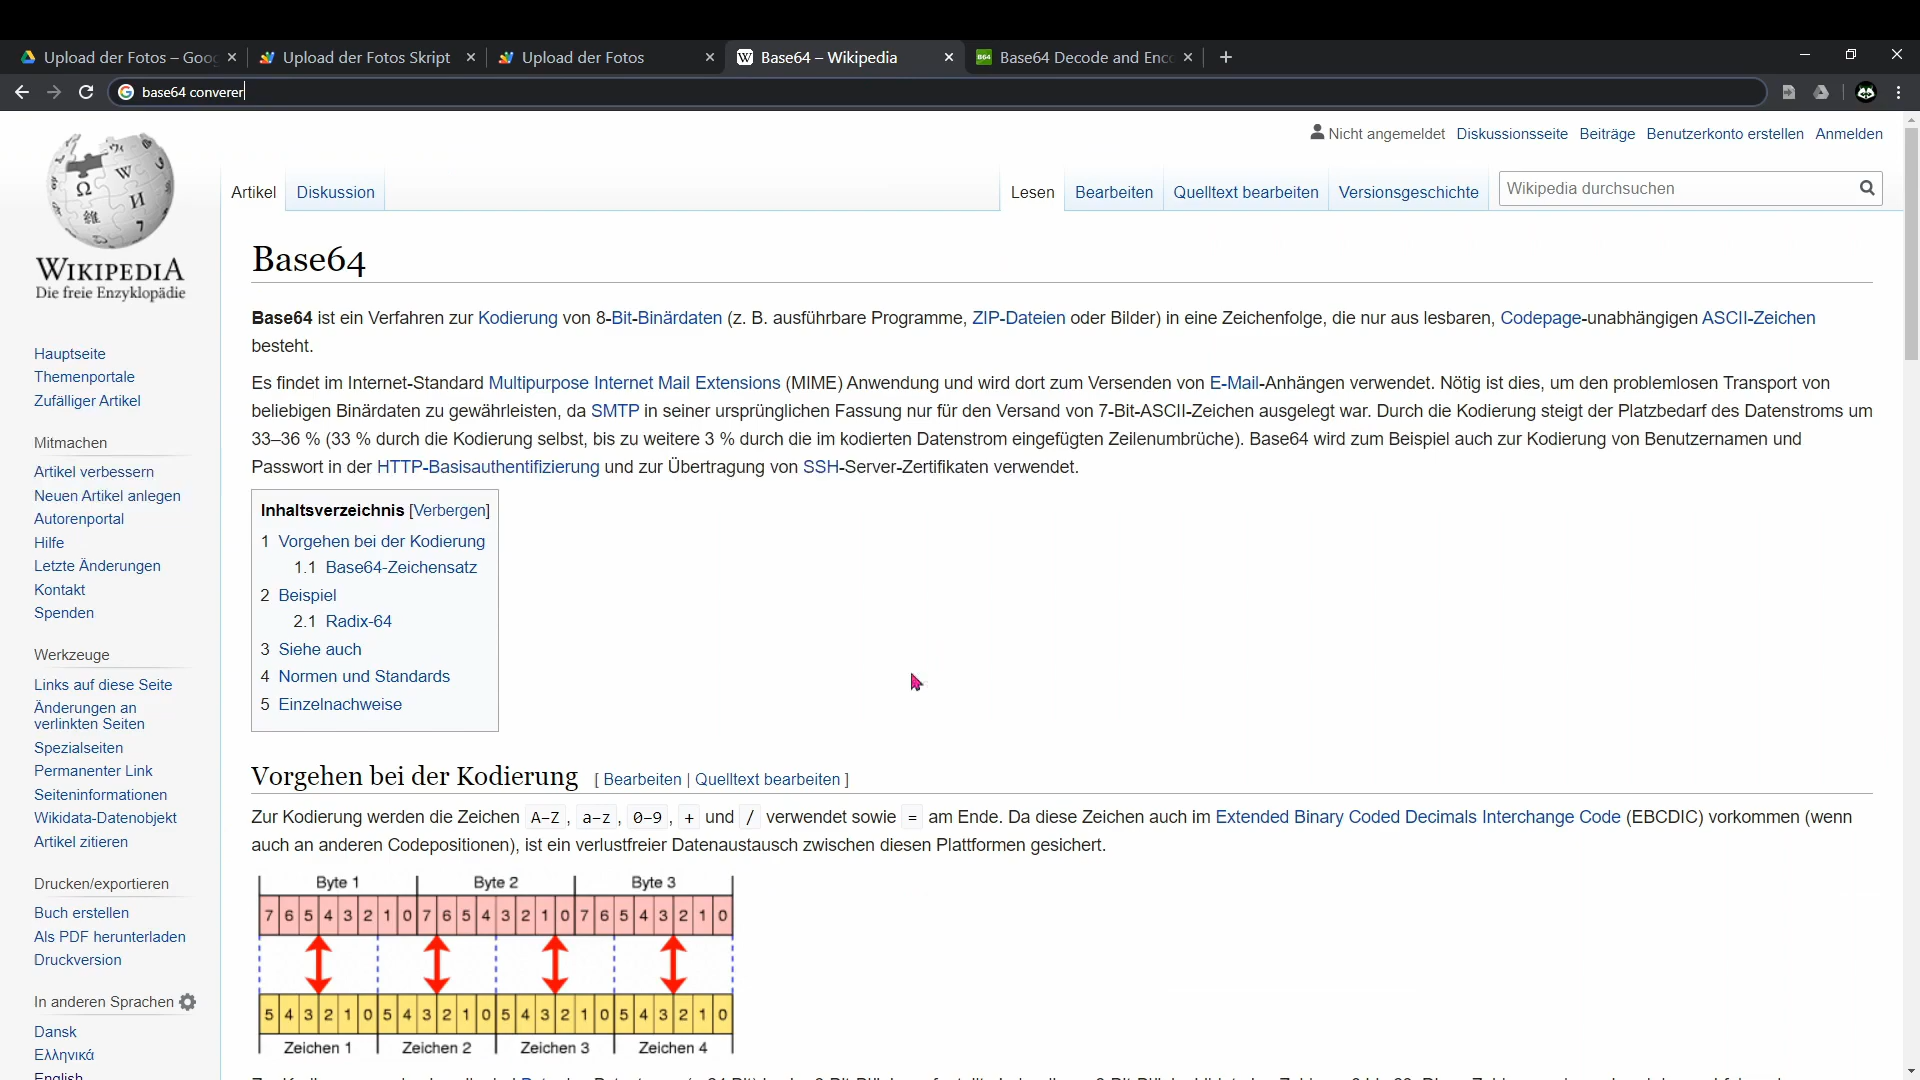 Upload der Fotos – Goog
Upload der Fotos Skript
Upload der Fotos
Base64 – Wikipedia
Base64 Decode and Enc
base64 converer
Nicht angemeldet Diskussionsseite Beiträge Benutzerkonto erstellen Anmelden
Artikel Diskussion Lesen Bearbeiten Quelltext bearbeiten Versionsgeschichte Wikipedia durchsuchen
WIKIPEDIA
Die freie Enzyklopädie
Hauptseite
Themenportale
Zufälliger Artikel
Mitmachen
Artikel verbessern
Neuen Artikel anlegen
Autorenportal
Hilfe
Letzte Änderungen
Kontakt
Spenden
Werkzeuge
Links auf diese Seite
Änderungen an
verlinkten Seiten
Spezialseiten
Permanenter Link
Seiteninformationen
Wikidata-Datenobjekt
Artikel zitieren
Drucken/exportieren
Buch erstellen
Als PDF herunterladen
Druckversion
In anderen Sprachen
Dansk
Ελληνικά
English
Base64
Base64 ist ein Verfahren zur Kodierung von 8-Bit-Binärdaten (z. B. ausführbare Programme, ZIP-Dateien oder Bilder) in eine Zeichenfolge, die nur aus lesbaren, Codepage-unabhängigen ASCII-Zeichen
besteht.
Es findet im Internet-Standard Multipurpose Internet Mail Extensions (MIME) Anwendung und wird dort zum Versenden von E-Mail-Anhängen verwendet. Nötig ist dies, um den problemlosen Transport von
beliebigen Binärdaten zu gewährleisten, da SMTP in seiner ursprünglichen Fassung nur für den Versand von 7-Bit-ASCII-Zeichen ausgelegt war. Durch die Kodierung steigt der Platzbedarf des Datenstroms um
33–36 % (33 % durch die Kodierung selbst, bis zu weitere 3 % durch die im kodierten Datenstrom eingefügten Zeilenumbrüche). Base64 wird zum Beispiel auch zur Kodierung von Benutzernamen und
Passwort in der HTTP-Basisauthentifizierung und zur Übertragung von SSH-Server-Zertifikaten verwendet.
Inhaltsverzeichnis [Verbergen]
1 Vorgehen bei der Kodierung
1.1 Base64-Zeichensatz
2 Beispiel
2.1 Radix-64
3 Siehe auch
4 Normen und Standards
5 Einzelnachweise
Vorgehen bei der Kodierung [ Bearbeiten | Quelltext bearbeiten ]
Zur Kodierung werden die Zeichen A–Z, a–z, 0–9, + und / verwendet sowie = am Ende. Da diese Zeichen auch im Extended Binary Coded Decimals Interchange Code (EBCDIC) vorkommen (wenn
auch an anderen Codepositionen), ist ein verlustfreier Datenaustausch zwischen diesen Plattformen gesichert.
Byte 1 Byte 2 Byte 3
7 6 5 4 3 2 1 0 7 6 5 4 3 2 1 0 7 6 5 4 3 2 1 0
5 4 3 2 1 0 5 4 3 2 1 0 5 4 3 2 1 0 5 4 3 2 1 0
Zeichen 1 Zeichen 2 Zeichen 3 Zeichen 4